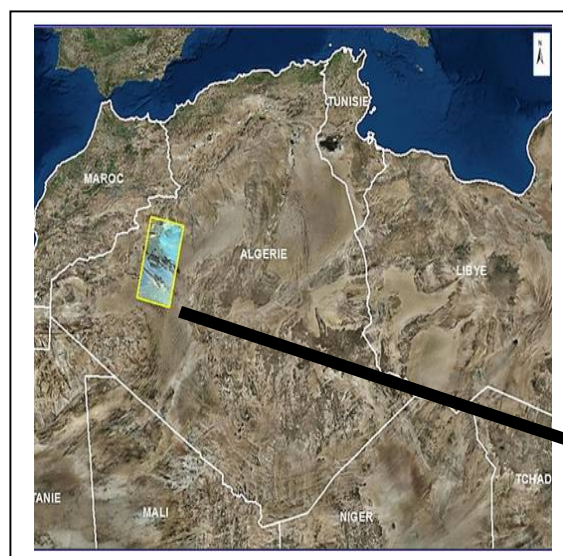 N
TUNISIE
MAROC
ALGERIE
LIBYE
TANIE
MALI
NIGER
TCHAD